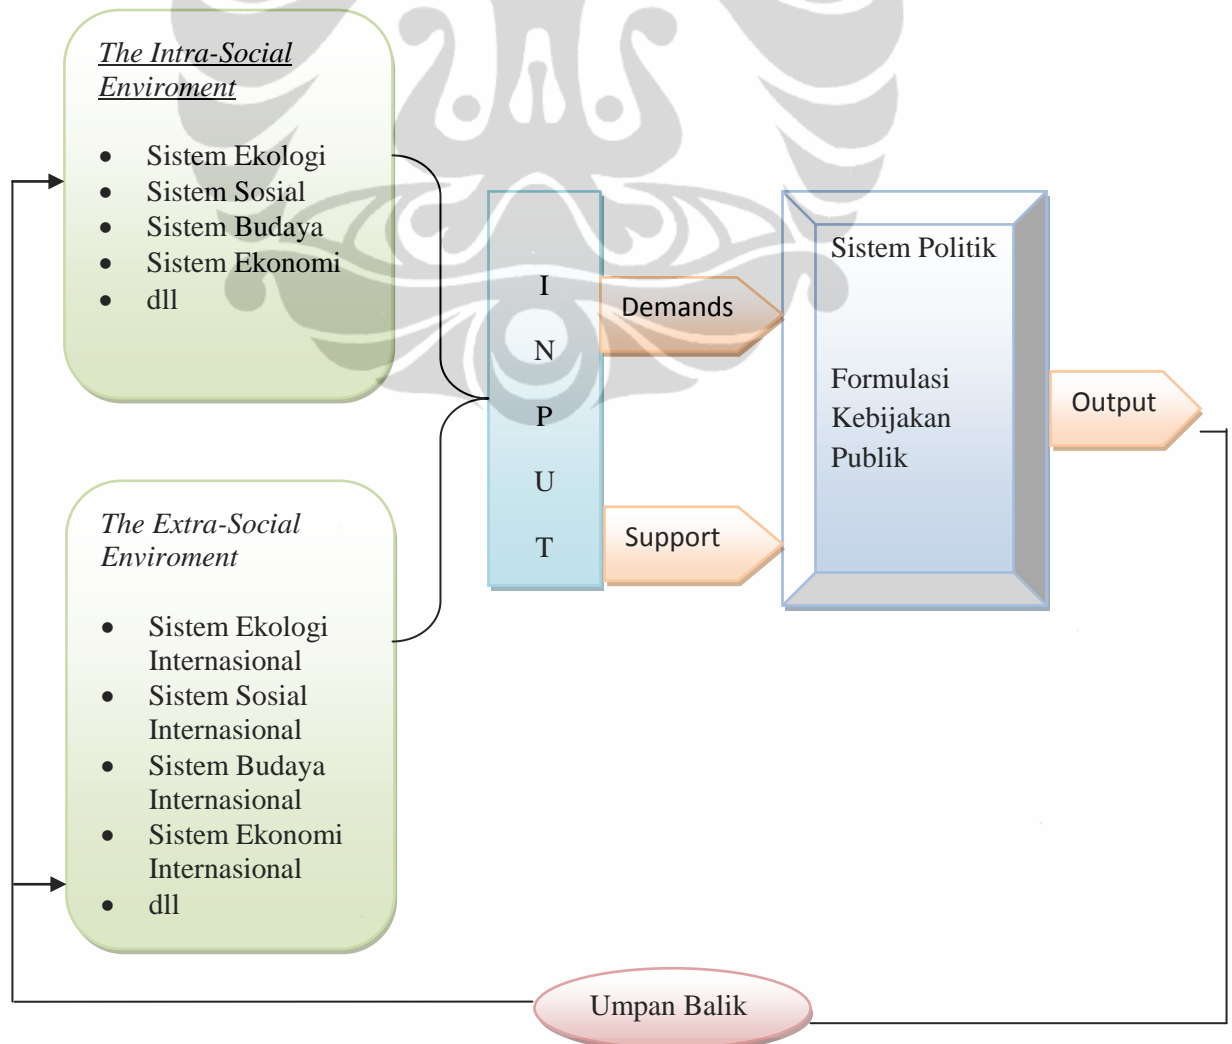 The Intra-Social
Enviroment
• Sistem Ekologi
• Sistem Sosial
• Sistem Budaya
• Sistem Ekonomi
• dll
The Extra-Social
Enviroment
• Sistem Ekologi
Internasional
• Sistem Sosial
Internasional
• Sistem Budaya
Internasional
• Sistem Ekonomi
Internasional
• dll
I
N
P
U
T
Demands
Support
Sistem Politik
Formulasi
Kebijakan
Publik
Output
Umpan Balik